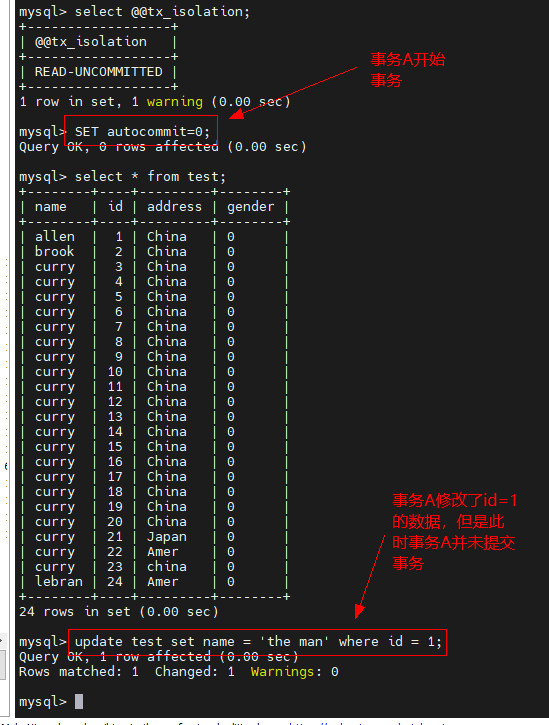 mysql> select @@tx_isolation;
+------------------+
| @@tx_isolation   |
+------------------+
| READ-UNCOMMITTED |
+------------------+
1 row in set, 1 warning (0.00 sec)
事务A开始
事务
mysql> SET autocommit=0;
Query OK, 0 rows affected (0.00 sec)
mysql> select * from test;
+--------+----+---------+--------+
| name   | id | address | gender |
+--------+----+---------+--------+
| allen  |  1 | China   | 0      |
| brook  |  2 | China   | 0      |
| curry  |  3 | China   | 0      |
| curry  |  4 | China   | 0      |
| curry  |  5 | China   | 0      |
| curry  |  6 | China   | 0      |
| curry  |  7 | China   | 0      |
| curry  |  8 | China   | 0      |
| curry  |  9 | China   | 0      |
| curry  | 10 | China   | 0      |
| curry  | 11 | China   | 0      |
| curry  | 12 | China   | 0      |
| curry  | 13 | China   | 0      |
| curry  | 14 | China   | 0      |
| curry  | 15 | China   | 0      |
| curry  | 16 | China   | 0      |
| curry  | 17 | China   | 0      |
| curry  | 18 | China   | 0      |
| curry  | 19 | China   | 0      |
| curry  | 20 | China   | 0      |
| curry  | 21 | Japan   | 0      |
| curry  | 22 | Amer    | 0      |
| curry  | 23 | china   | 0      |
| lebran | 24 | Amer    | 0      |
+--------+----+---------+--------+
24 rows in set (0.00 sec)
事务A修改了id=1
的数据，但是此
时事务A并未提交
事务
mysql> update test set name = 'the man' where id = 1;
Query OK, 1 row affected (0.00 sec)
Rows matched: 1  Changed: 1  Warnings: 0
mysql>